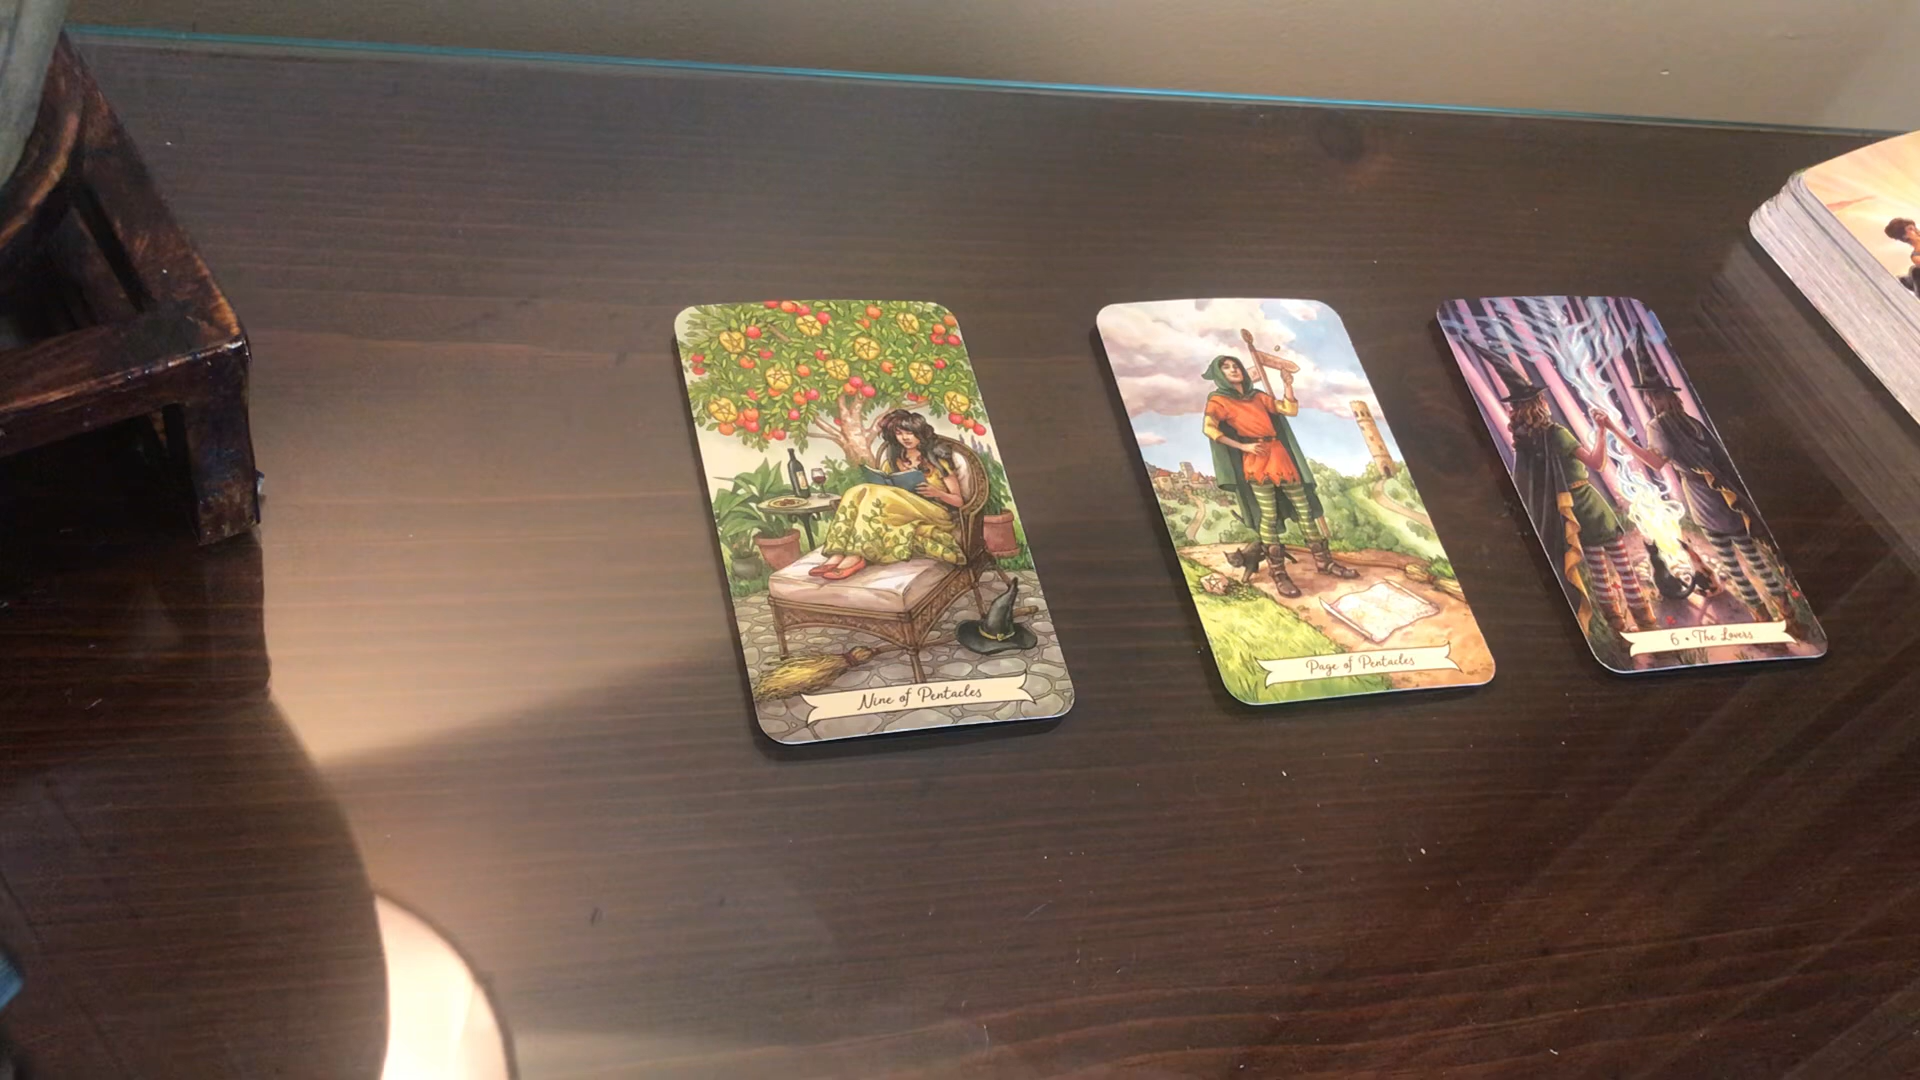 Nine of Pentacles
Page of Pentacles
6 • The Lovers